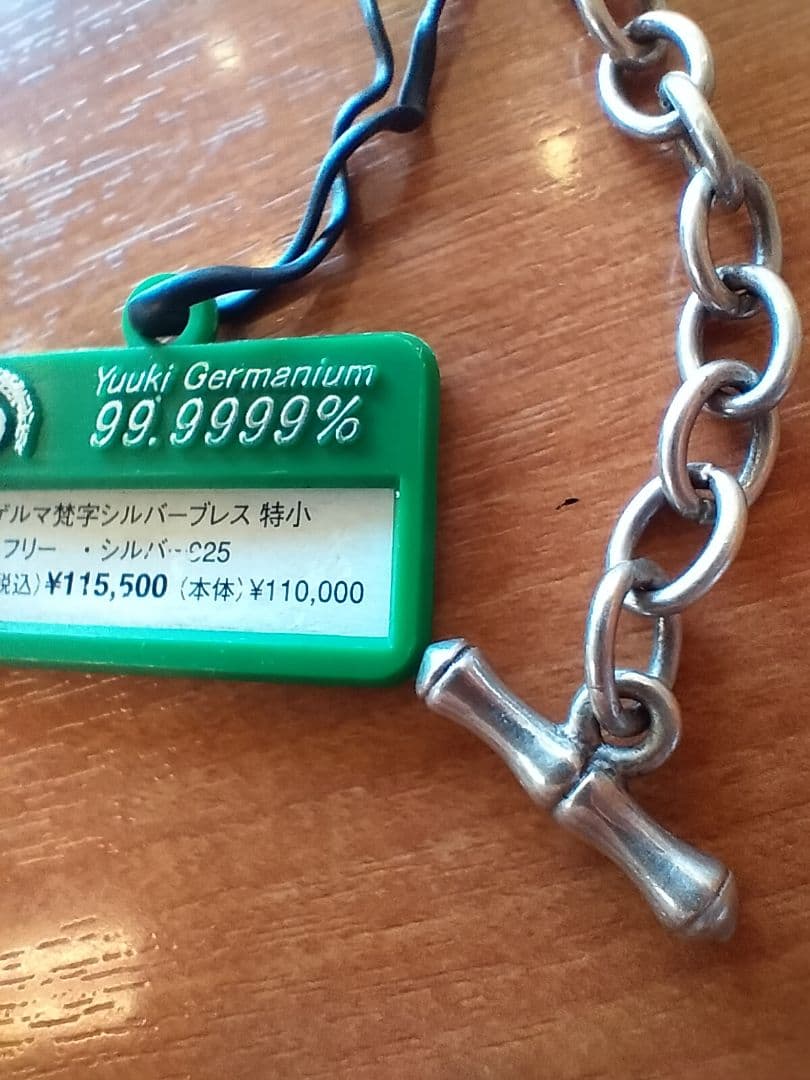 Yuuki Germanium
99.9999%
ゲルマ梵字シルバーブレス 特小
フリー ・シルバー925
税込)¥115,500 (本体)¥110,000